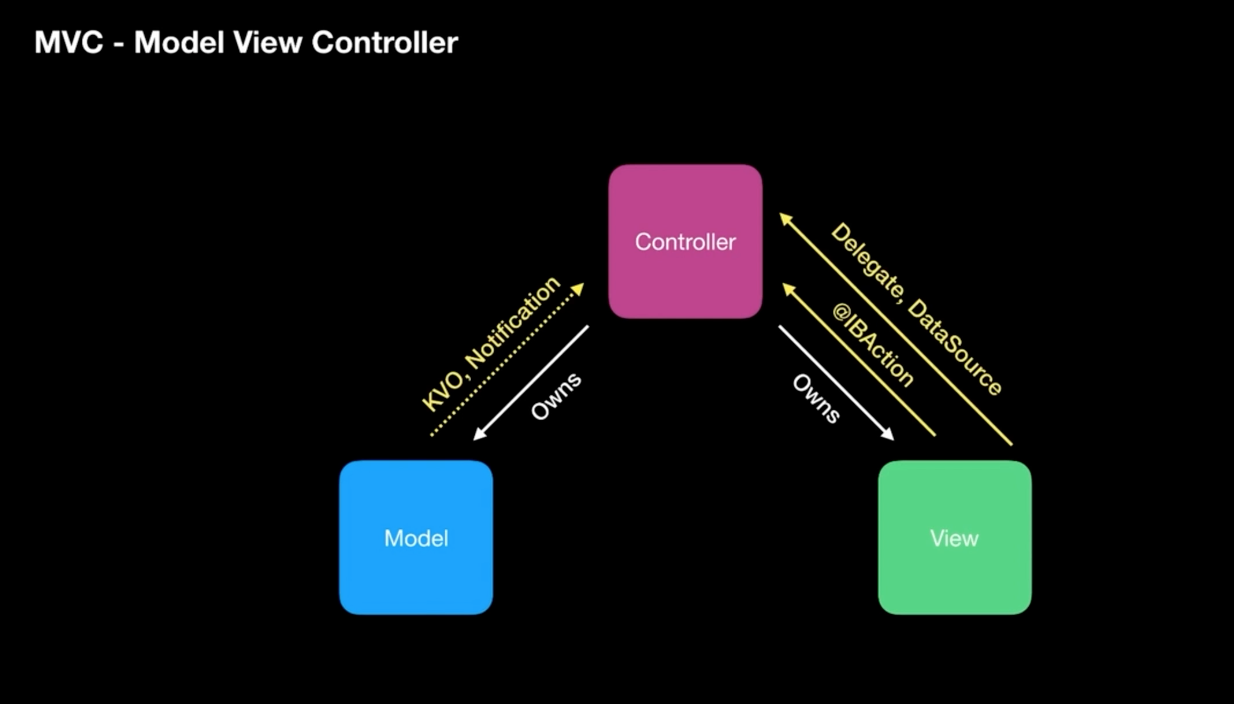 MVC - Model View Controller
Controller
KVO, Notification
Owns
Owns
@IBAction
Delegate, DataSource
Model
View